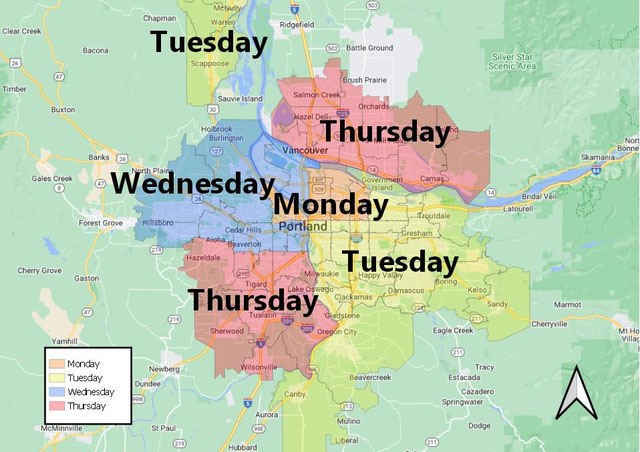 McNulty
Warren
Chapman
Clear Creek
Tuesday
Ridgefield
Bacona
Scappoose
Battle Ground
Silver Star
Scenic Area
Timber
Brush Prairie
Salmon Creek
Sauvie Island
Orchards
Buxton
Hazel Dell
Holbrook
Burlington
Thursday
Vancouver
Banks
North Plains
Skamania
Gales Creek
Wednesday
Government
Island
Camas
Bridal Veil
Latourell
Monday
Hillsboro
Forest Grove
Portland
Troutdale
Cedar Hills
Gresham
Aloha
Beaverton
Tuesday
Hazeldale
Milwaukie
Happy Valley
Cherry Grove
Damascus
Boring
Kelso
Gaston
Tigard
Lake Oswego
Clackamas
Sandy
Marmot
Thursday
Tualatin
Gladstone
Cherryville
Sherwood
Oregon City
Eagle Creek
Yamhill
Monday
Tuesday
Wednesday
Thursday
Newberg
Wilsonville
Dundee
Beavercreek
Tracy
Estacada
Canby
Cazadero
Springwater
Aurora
McMinnville
St Paul
Mulino
Dodge
Hubbard
Liberal